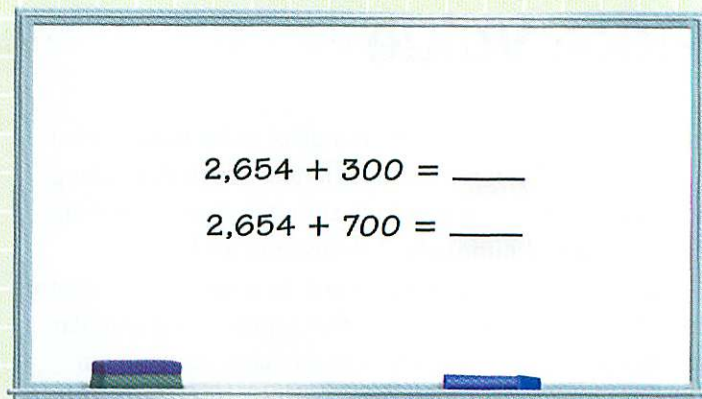 2,654 + 300 = ____
2,654 + 700 = ____